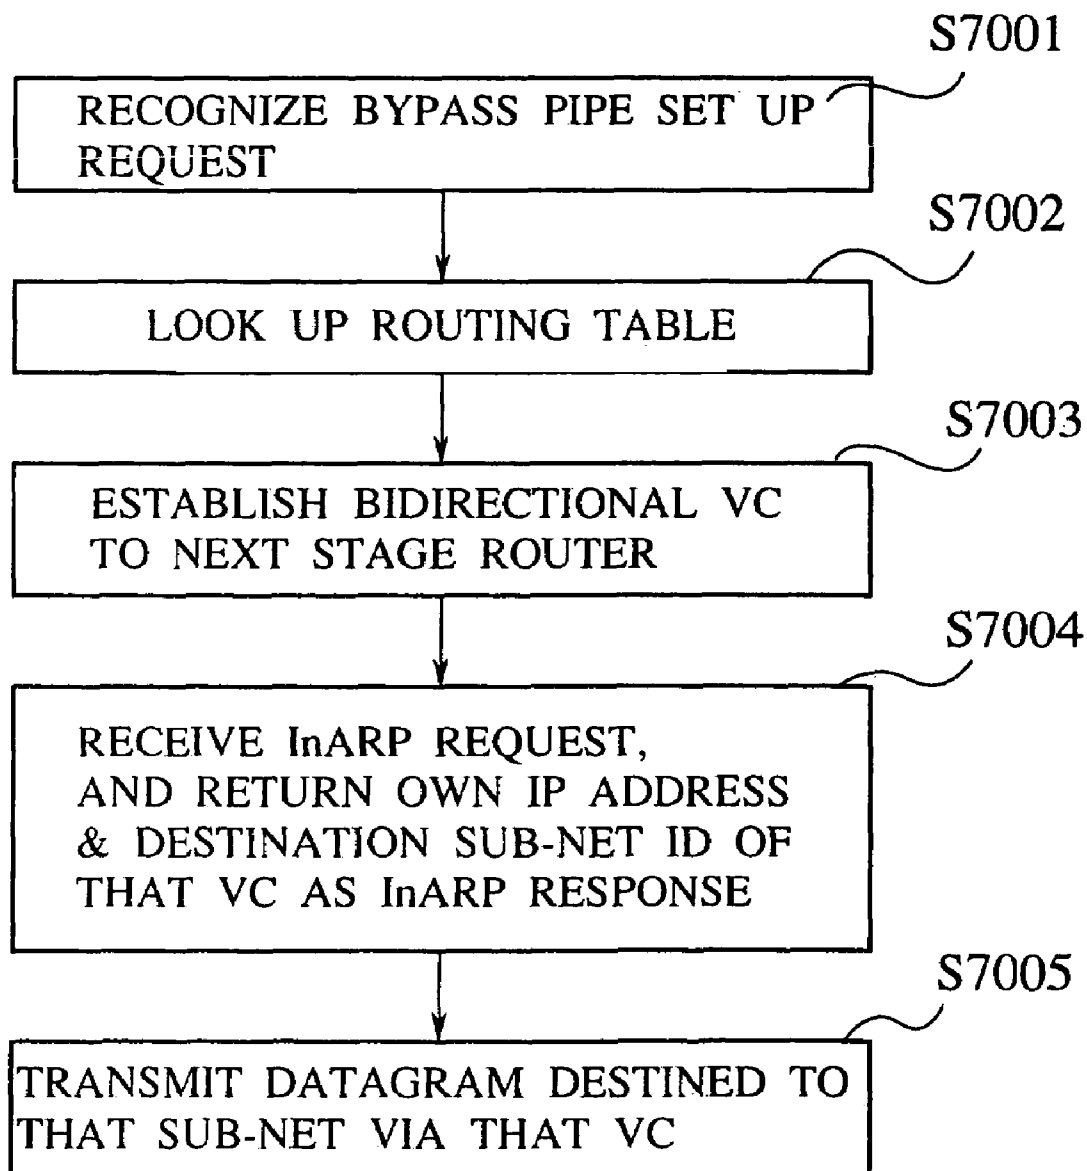 S7001
RECOGNIZE BYPASS PIPE SET UP
REQUEST
S7002
LOOK UP ROUTING TABLE
S7003
ESTABLISH BIDIRECTIONAL VC
TO NEXT STAGE ROUTER
S7004
RECEIVE InARP REQUEST,
AND RETURN OWN IP ADDRESS
& DESTINATION SUB-NET ID OF
THAT VC AS InARP RESPONSE
S7005
TRANSMIT DATAGRAM DESTINED TO
THAT SUB-NET VIA THAT VC